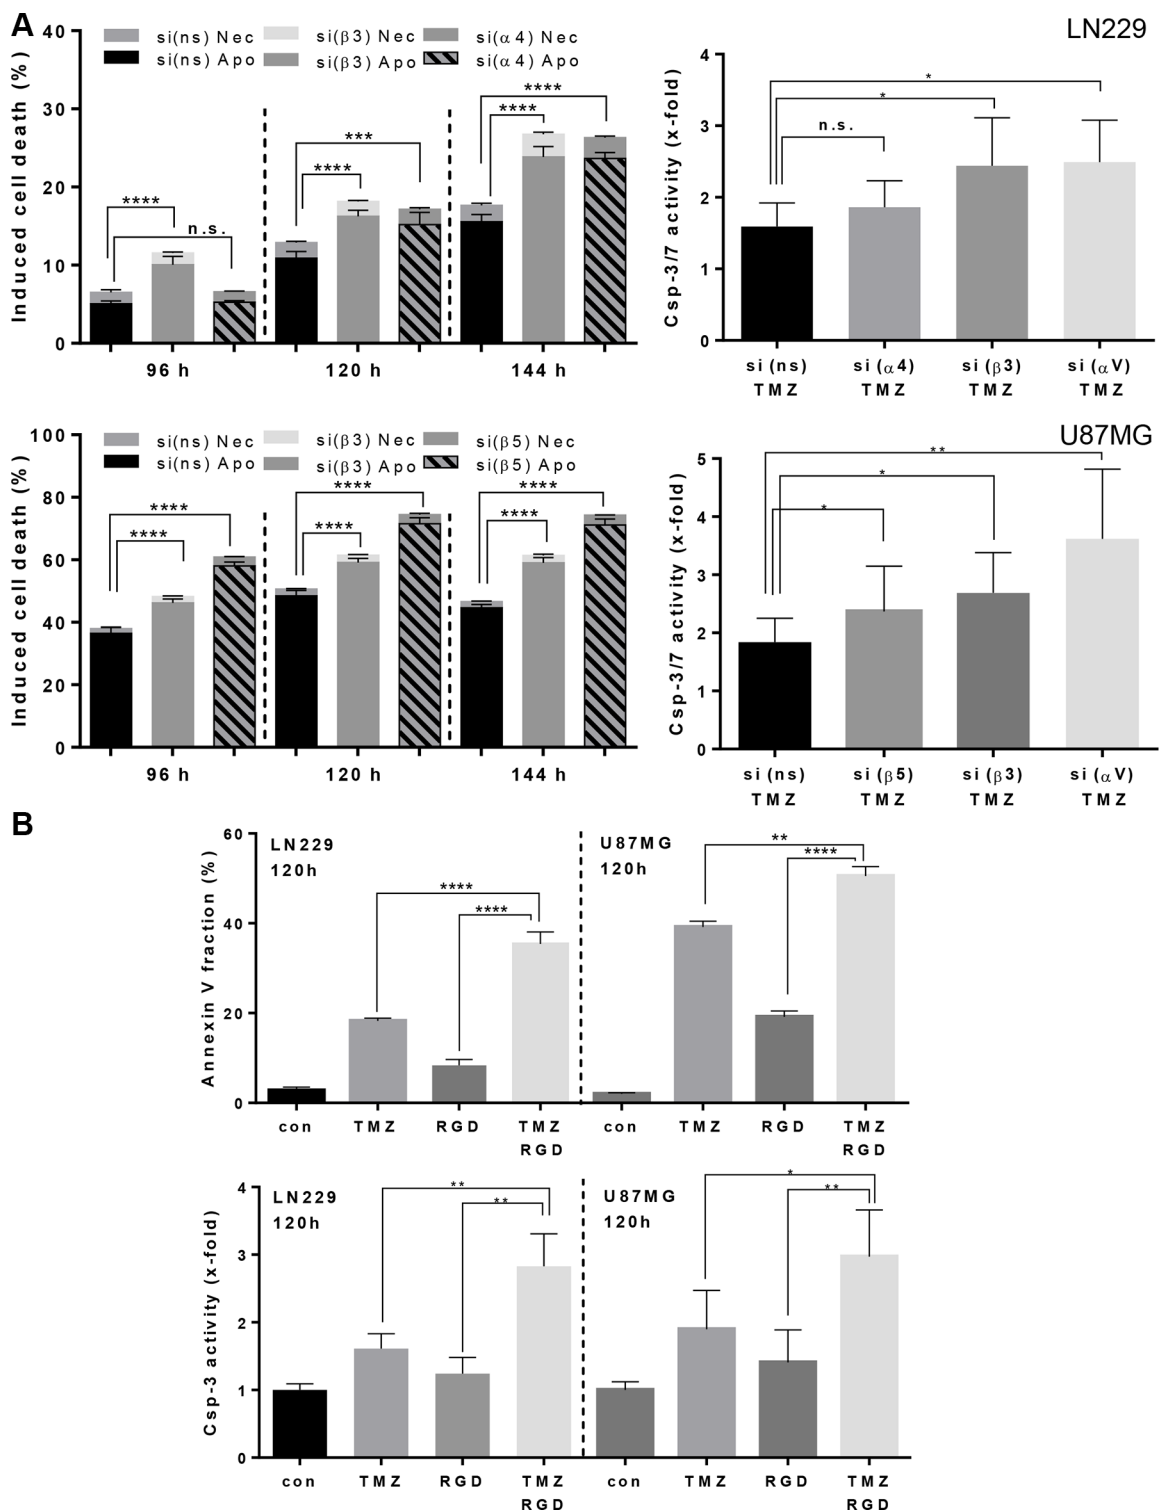 A
LN229
Induced cell death (%)
40
30
20
10
0
si(ns) Nec
si(β3) Nec
si(α4) Nec
si(ns) Apo
si(β3) Apo
si(α4) Apo
****
n.s.
***
****
****
****
96 h
120 h
144 h
Csp-3/7 activity (x-fold)
4
3
2
1
0
*
*
n.s.
si(ns) si(α4) si(β3) si(αV)
TMZ TMZ TMZ TMZ
U87MG
Induced cell death (%)
100
80
60
40
20
0
si(ns) Nec
si(β3) Nec
si(β5) Nec
si(ns) Apo
si(β3) Apo
si(β5) Apo
****
****
****
****
****
****
96 h
120 h
144 h
Csp-3/7 activity (x-fold)
5
4
3
2
1
0
**
*
*
si(ns) si(β5) si(β3) si(αV)
TMZ TMZ TMZ TMZ
B
Annexin V fraction (%)
60
40
20
0
LN229
120h
****
****
U87MG
120h
**
****
con TMZ RGD TMZ con TMZ RGD TMZ
RGD RGD
Csp-3 activity (x-fold)
4
3
2
1
0
LN229
120h
**
**
U87MG
120h
*
**
con TMZ RGD TMZ con TMZ RGD TMZ
RGD RGD